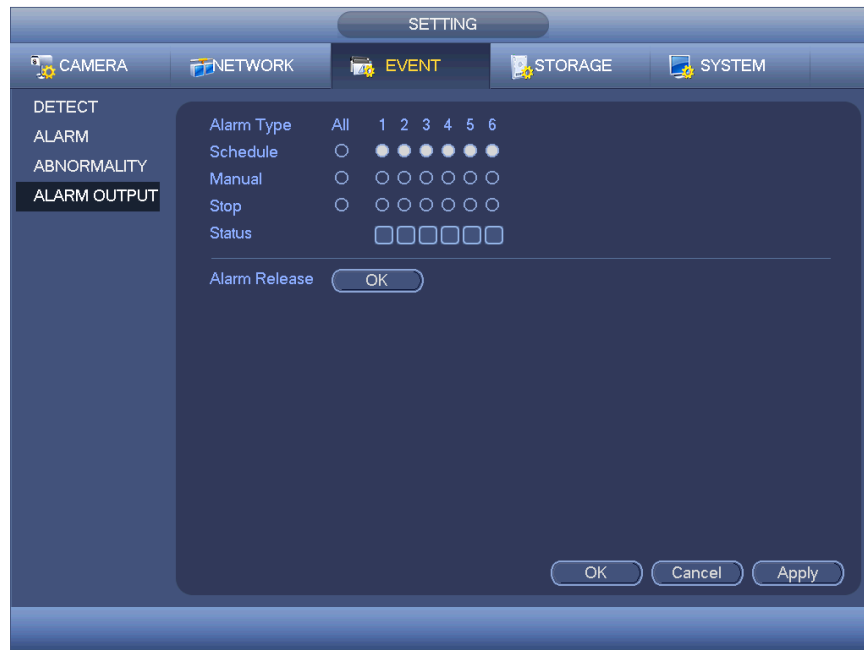 SETTING
CAMERA NETWORK EVENT STORAGE SYSTEM
DETECT
ALARM
ABNORMALITY
ALARM OUTPUT
Alarm Type All 1 2 3 4 5 6
Schedule
Manual
Stop
Status
Alarm Release OK
OK Cancel Apply